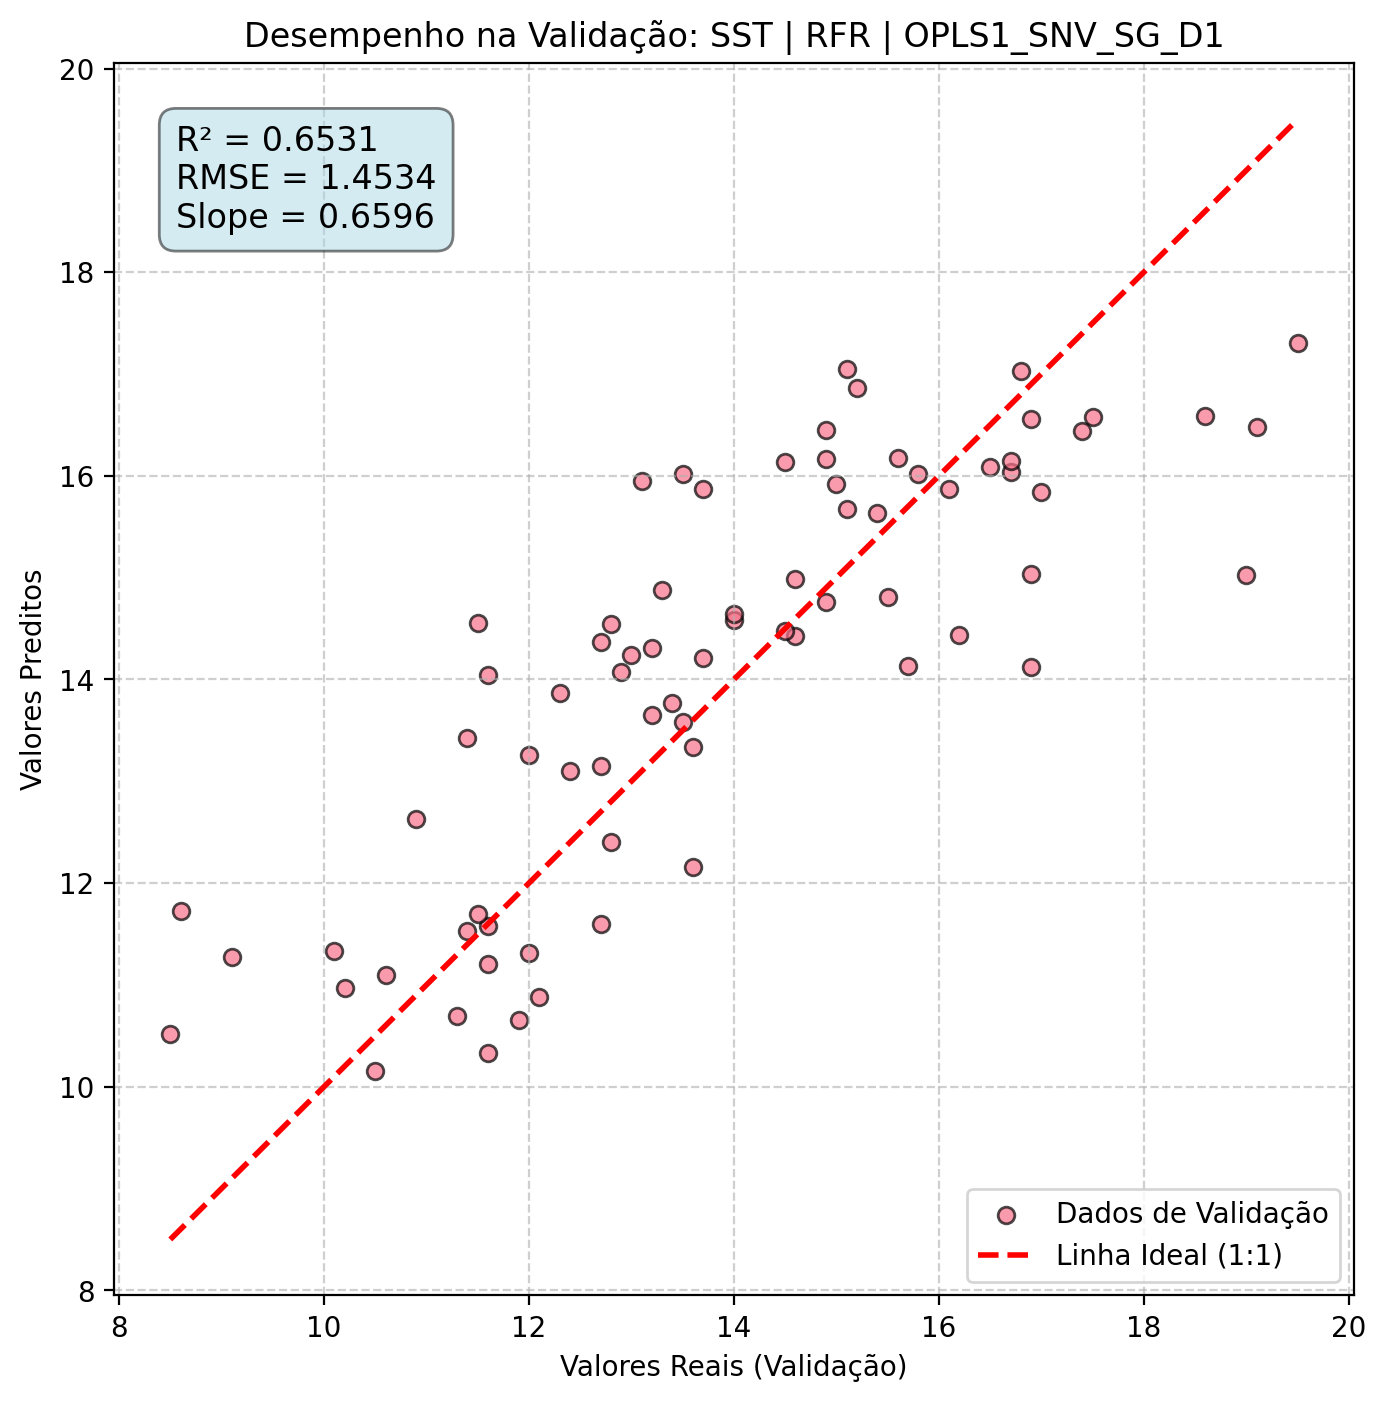 Desempenho na Validação: SST | RFR | OPLS1_SNV_SG_D1
R² = 0.6531
RMSE = 1.4534
Slope = 0.6596
Valores Preditos
20
18
16
14
12
10
8
Dados de Validação
Linha Ideal (1:1)
8 10 12 14 16 18 20
Valores Reais (Validação)